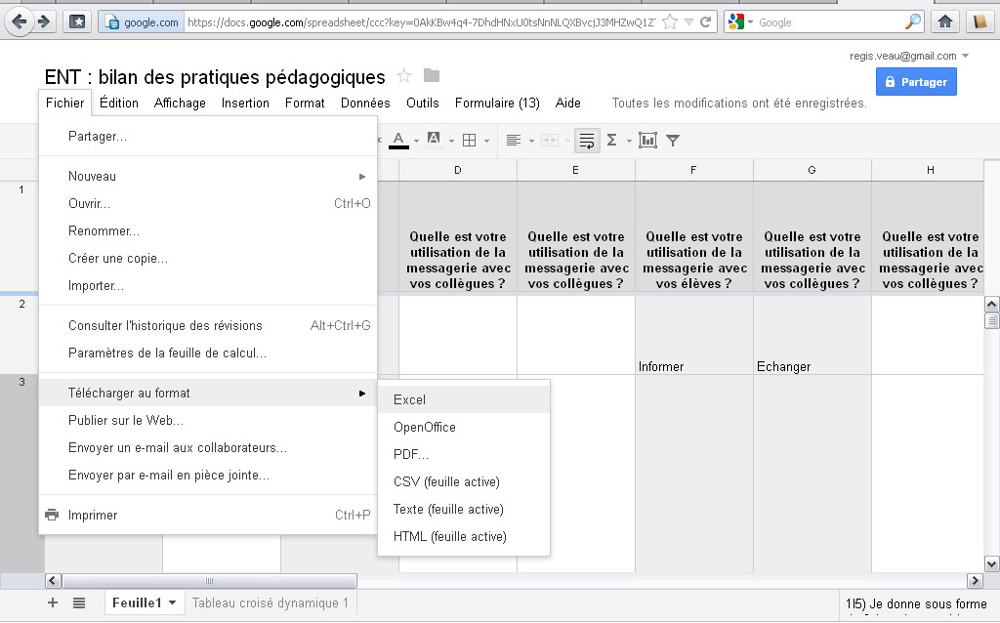 google.com https://docs.google.com/spreadsheet/ccc?key=0AkKBw4q4-7DhdHNxU0tsNnNLQXBvcjJ3MHZwQ1Z Google
regis.veau@gmail.com
ENT : bilan des pratiques pédagogiques
Partager
Fichier Édition Affichage Insertion Format Données Outils Formulaire (13) Aide Toutes les modifications ont été enregistrées.
Partager...
Nouveau
Ouvrir... Ctrl+O
Renommer...
Créer une copie...
Importer...
Consulter l'historique des révisions Alt+Ctrl+G
Paramètres de la feuille de calcul...
Télécharger au format
Publier sur le Web...
Envoyer un e-mail aux collaborateurs...
Envoyer par e-mail en pièce jointe...
Imprimer Ctrl+P
Excel
OpenOffice
PDF...
CSV (feuille active)
Texte (feuille active)
HTML (feuille active)
A A Σ
D E F G H
1
Quelle est votre utilisation de la messagerie avec vos collègues ?
Quelle est votre utilisation de la messagerie avec vos collègues ?
Quelle est votre utilisation de la messagerie avec vos élèves ?
Quelle est votre utilisation de la messagerie avec vos collègues ?
Quelle est votre utilisation de la messagerie avec vos collègues ?
2
Informer Echanger
3
Feuille1 Tableau croisé dynamique 1
1I5) Je donne sous forme